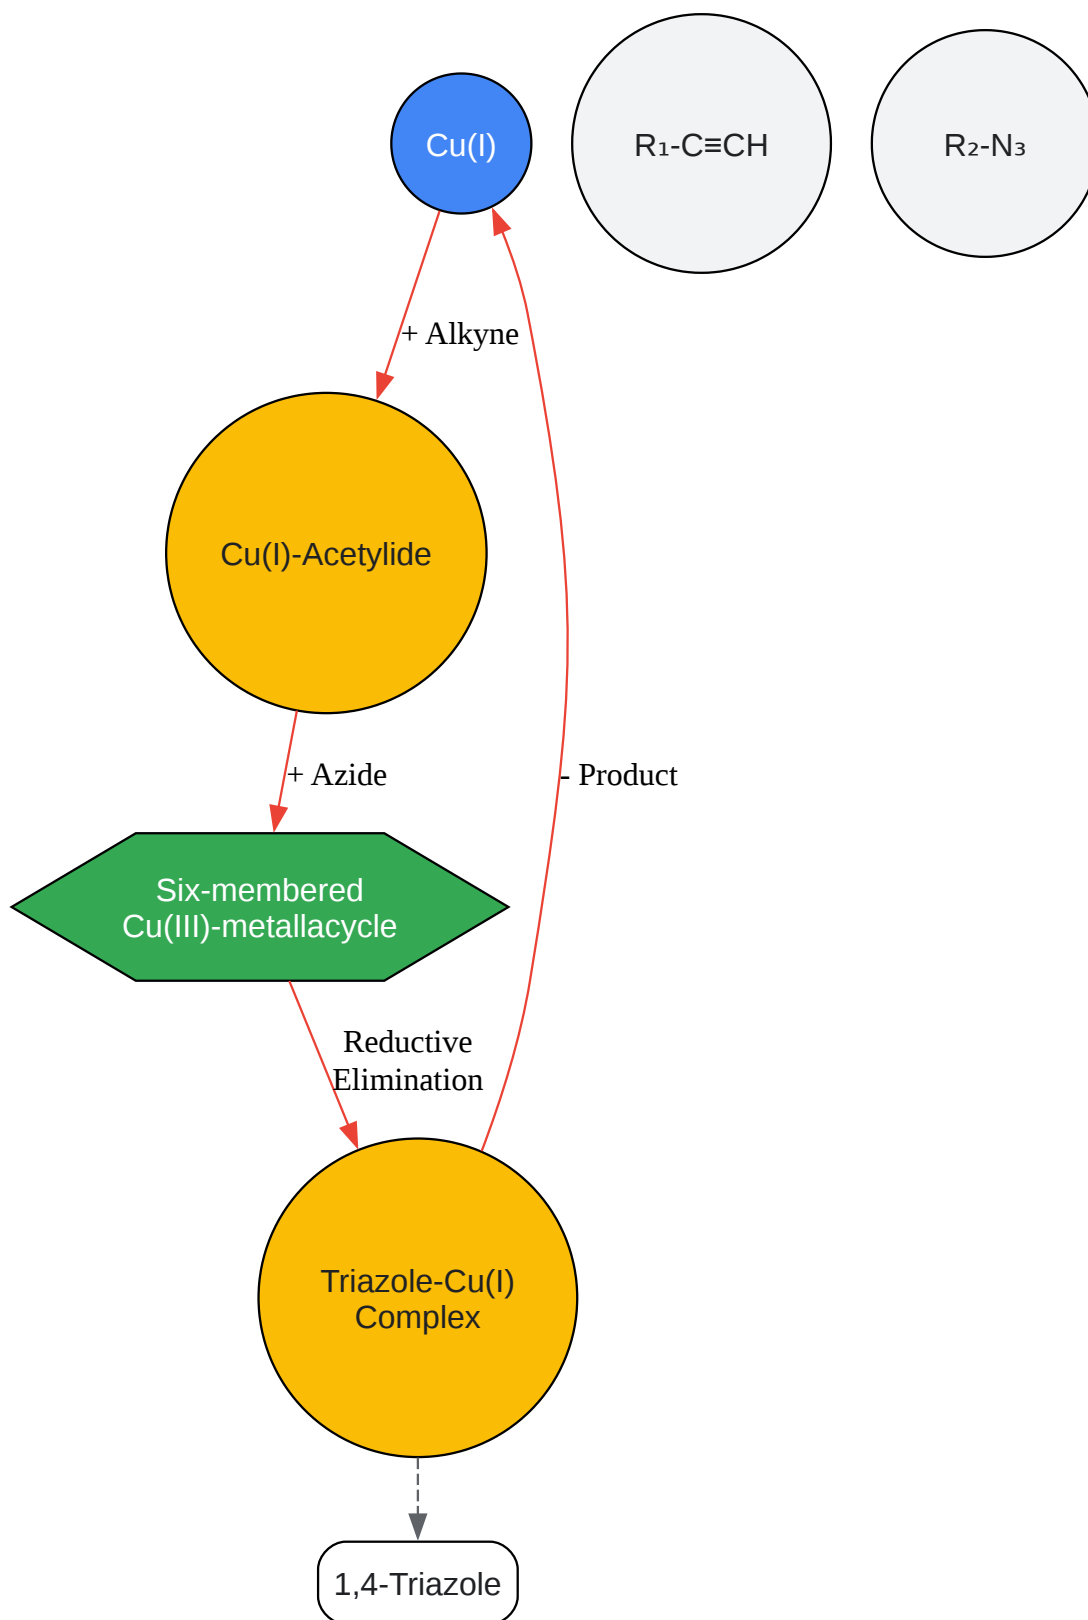 Cu(I)
R₁-C≡CH
R₂-N₃
+ Alkyne
Cu(I)-Acetylide
+ Azide
- Product
Six-membered
Cu(III)-metallacycle
Reductive
Elimination
Triazole-Cu(I)
Complex
1,4-Triazole